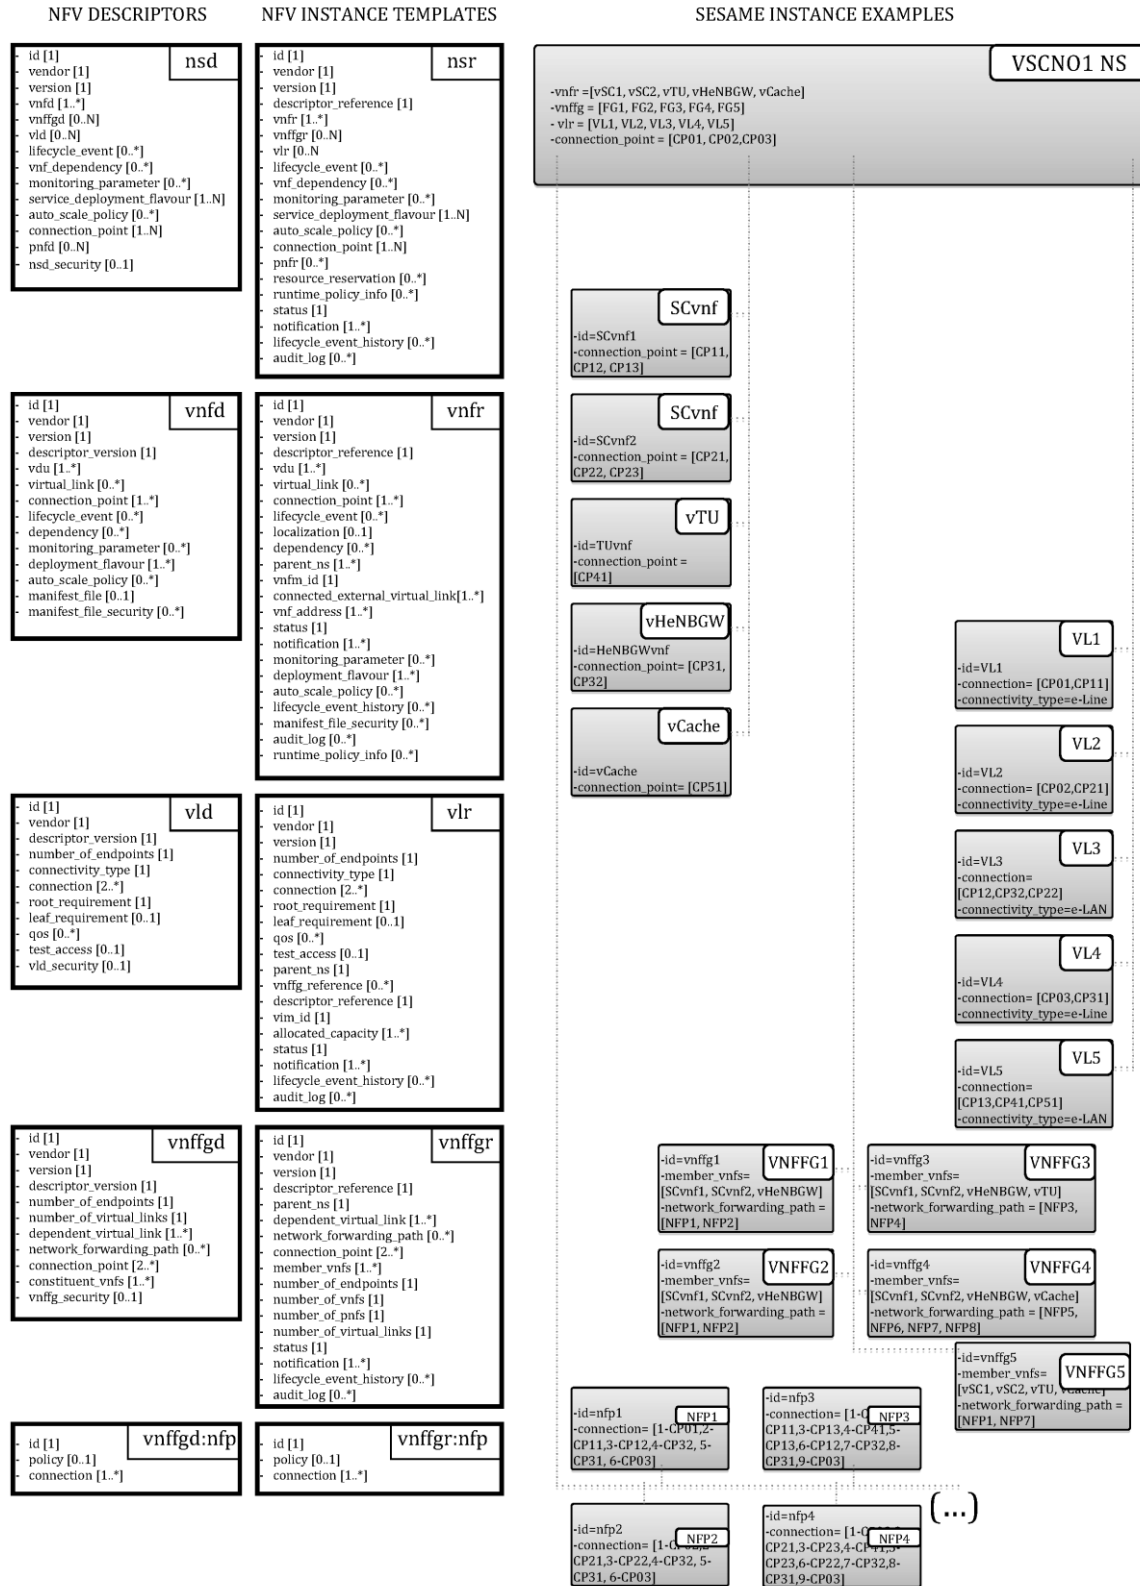 NFV DESCRIPTORS
NFV INSTANCE TEMPLATES
SESAME INSTANCE EXAMPLES
nsd
- id [1]
- vendor [1]
- version [1]
- vnfd [1..*]
- vnffgd [0..N]
- vld [0..N]
- lifecycle_event [0..*]
- vnf_dependency [0..*]
- monitoring_parameter [0..*]
- service_deployment_flavour [1..N]
- auto_scale_policy [0..*]
- connection_point [1..N]
- pnfd [0..N]
- nsd_security [0..1]
nsr
- id [1]
- vendor [1]
- version [1]
- descriptor_reference [1]
- vnfr [1..*]
- vnffgr [0..N]
- vlr [0..N
- lifecycle_event [0..*]
- vnf_dependency [0..*]
- monitoring_parameter [0..*]
- service_deployment_flavour [1..N]
- auto_scale_policy [0..*]
- connection_point [1..N]
- pnfr [0..*]
- resource_reservation [0..*]
- runtime_policy_info [0..*]
- status [1]
- notification [1..*]
- lifecycle_event_history [0..*]
- audit_log [0..*]
VSCNO1 NS
-vnfr =[vSC1, vSC2, vTU, vHeNBGW, vCache]
-vnffg = [FG1, FG2, FG3, FG4, FG5]
- vlr = [VL1, VL2, VL3, VL4, VL5]
-connection_point = [CP01, CP02,CP03]
SCvnf
-id=SCvnf1
-connection_point = [CP11,
CP12, CP13]
SCvnf
-id=SCvnf2
-connection_point = [CP21,
CP22, CP23]
vTU
-id=TUvnf
-connection_point =
[CP41]
vHeNBGW
-id=HeNBGWvnf
-connection_point= [CP31,
CP32]
vCache
-id=vCache
-connection_point= [CP51]
vnfd
- id [1]
- vendor [1]
- version [1]
- descriptor_version [1]
- vdu [1..*]
- virtual_link [0..*]
- connection_point [1..*]
- lifecycle_event [0..*]
- dependency [0..*]
- monitoring_parameter [0..*]
- deployment_flavour [1..*]
- auto_scale_policy [0..*]
- manifest_file [0..1]
- manifest_file_security [0..*]
vnfr
- id [1]
- vendor [1]
- version [1]
- descriptor_reference [1]
- vdu [1..*]
- virtual_link [0..*]
- connection_point [1..*]
- lifecycle_event [0..*]
- localization [0..1]
- dependency [0..*]
- parent_ns [1..*]
- vnfm_id [1]
- connected_external_virtual_link[1..*]
- vnf_address [1..*]
- status [1]
- notification [1..*]
- monitoring_parameter [0..*]
- deployment_flavour [1..*]
- auto_scale_policy [0..*]
- lifecycle_event_history [0..*]
- manifest_file_security [0..*]
- audit_log [0..*]
- runtime_policy_info [0..*]
VL1
-id=VL1
-connection= [CP01,CP11]
-connectivity_type=e-Line
VL2
-id=VL2
-connection= [CP02,CP21]
-connectivity_type=e-Line
VL3
-id=VL3
-connection=
[CP12,CP32,CP22]
-connectivity_type=e-LAN
VL4
-id=VL4
-connection= [CP03,CP31]
-connectivity_type=e-Line
VL5
-id=VL5
-connection=
[CP13,CP41,CP51]
-connectivity_type=e-LAN
vld
- id [1]
- vendor [1]
- descriptor_version [1]
- number_of_endpoints [1]
- connectivity_type [1]
- connection [2..*]
- root_requirement [1]
- leaf_requirement [0..1]
- qos [0..*]
- test_access [0..1]
- vld_security [0..1]
vlr
- id [1]
- vendor [1]
- version [1]
- number_of_endpoints [1]
- connectivity_type [1]
- connection [2..*]
- root_requirement [1]
- leaf_requirement [0..1]
- qos [0..*]
- test_access [0..1]
- parent_ns [1]
- vnffg_reference [0..*]
- descriptor_reference [1]
- vim_id [1]
- allocated_capacity [1..*]
- status [1]
- notification [1..*]
- lifecycle_event_history [0..*]
- audit_log [0..*]
vnffgd
- id [1]
- vendor [1]
- version [1]
- descriptor_version [1]
- number_of_endpoints [1]
- number_of_virtual_links [1]
- dependent_virtual_link [1..*]
- network_forwarding_path [0..*]
- connection_point [2..*]
- constituent_vnfs [1..*]
- vnffg_security [0..1]
vnffgr
- id [1]
- vendor [1]
- version [1]
- descriptor_reference [1]
- parent_ns [1]
- dependent_virtual_link [1..*]
- network_forwarding_path [0..*]
- connection_point [2..*]
- member_vnfs [1..*]
- number_of_endpoints [1]
- number_of_vnfs [1]
- number_of_pnfs [1]
- number_of_virtual_links [1]
- status [1]
- notification [1..*]
- lifecycle_event_history [0..*]
- audit_log [0..*]
VNFFG1
-id=vnffg1
-member_vnfs=
[SCvnf1, SCvnf2, vHeNBGW]
-network_forwarding_path =
[NFP1, NFP2]
VNFFG3
-id=vnffg3
-member_vnfs=
[SCvnf1, SCvnf2, vHeNBGW, vTU]
-network_forwarding_path = [NFP3,
NFP4]
VNFFG2
-id=vnffg2
-member_vnfs=
[SCvnf1, SCvnf2, vHeNBGW]
-network_forwarding_path =
[NFP1, NFP2]
VNFFG4
-id=vnffg4
-member_vnfs=
[SCvnf1, SCvnf2, vHeNBGW, vCache]
-network_forwarding_path = [NFP5,
NFP6, NFP7, NFP8]
VNFFG5
-id=vnffg5
-member_vnfs=
[vSC1, vSC2, vTU, vCache]
-network_forwarding_path =
[NFP1, NFP7]
vnffgd:nfp
- id [1]
- policy [0..1]
- connection [1..*]
vnffgr:nfp
- id [1]
- policy [0..1]
- connection [1..*]
NFP1
-id=nfp1
-connection= [1-CP01,2-
CP11,3-CP12,4-CP32, 5-
CP31, 6-CP03]
NFP3
-id=nfp3
-connection=
CP11,3-CP13,4-CP41,5-
CP13,6-CP12,7-CP32,8-
CP31,9-CP03]
NFP2
-id=nfp2
-connection=
CP21,3-CP22,4-CP32, 5-
CP31, 6-CP03]
NFP4
-id=nfp4
-connection=
CP21,3-CP23,4-CP41,5-
CP23,6-CP22,7-CP32,8-
CP31,9-CP03]
(...)